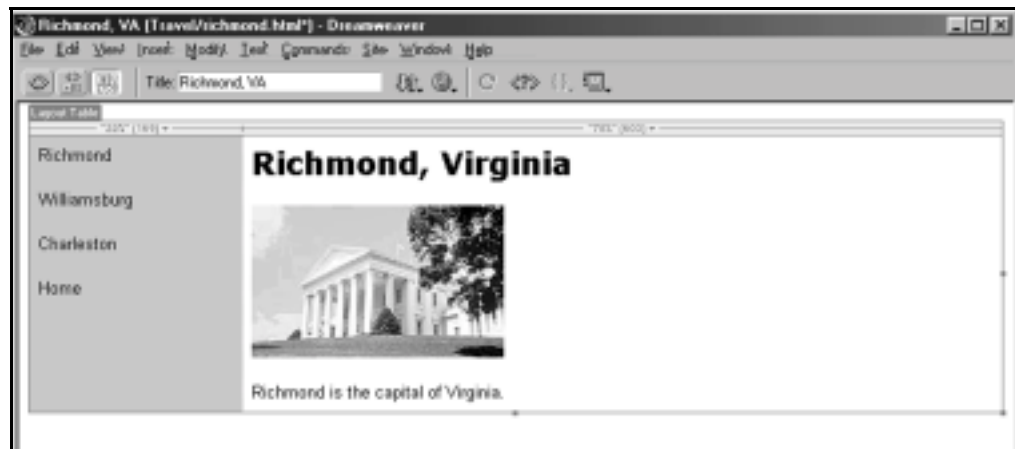 Richmond, VA (Travel/richmond.html*) - Dreamweaver
File Edit View Insert Modify Text Commands Site Window Help
Title: Richmond, VA
Layout Table
Richmond
Richmond, Virginia
Williamsburg
Charleston
Home
Richmond is the capital of Virginia.